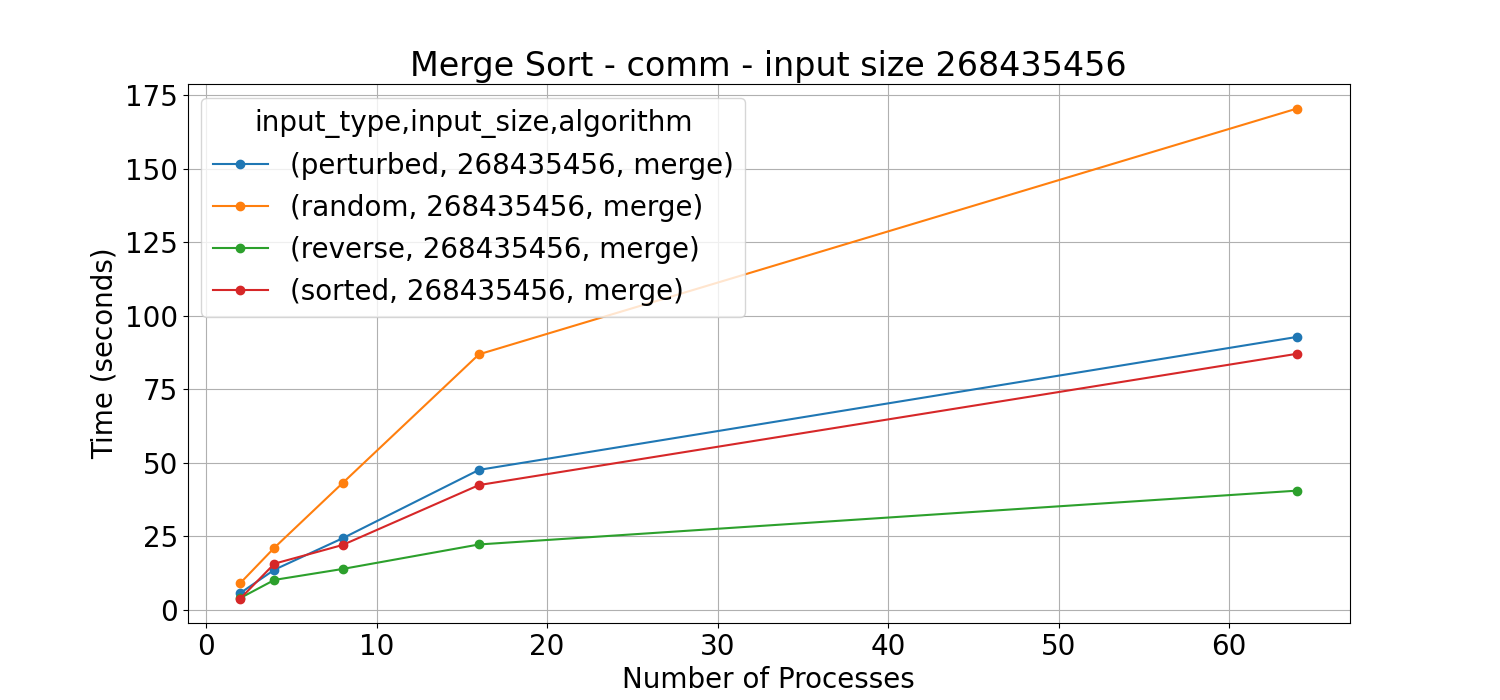 Merge Sort - comm - input size 268435456
input_type,input_size,algorithm
(perturbed, 268435456, merge)
(random, 268435456, merge)
(reverse, 268435456, merge)
(sorted, 268435456, merge)
Time (seconds)
175
150
125
100
75
50
25
0
0 10 20 30 40 50 60
Number of Processes